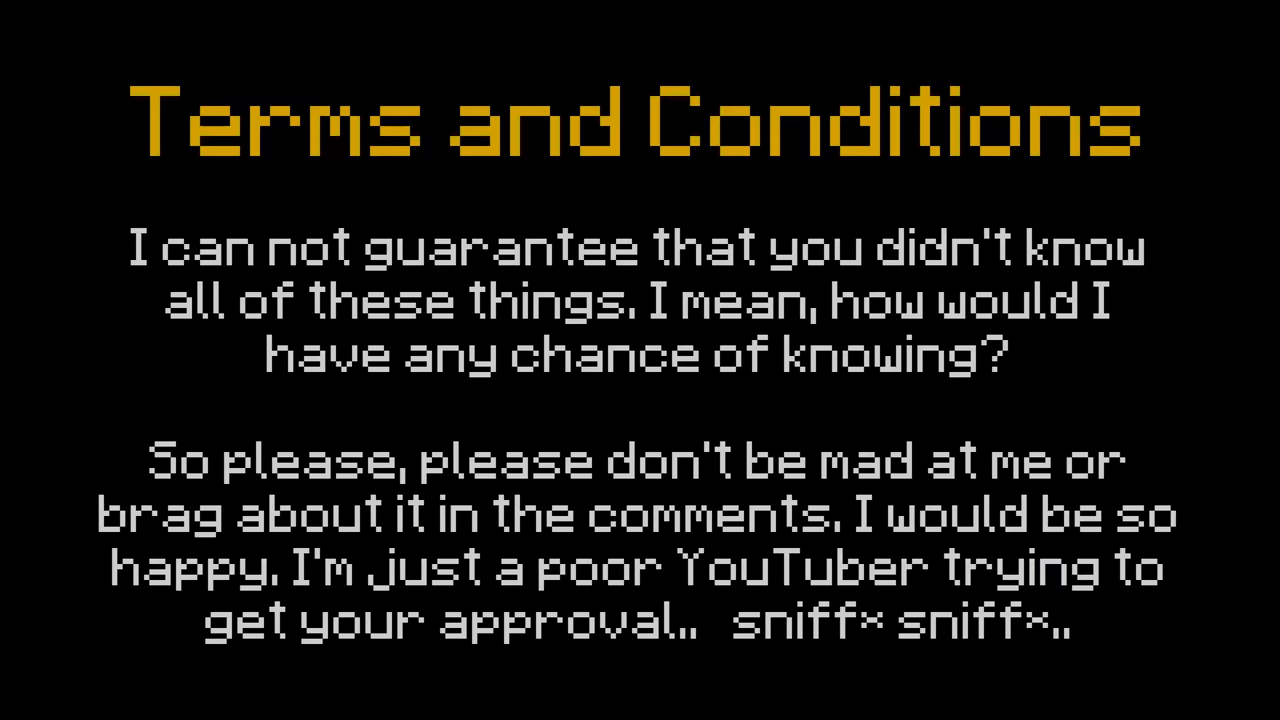 Terms and Conditions
I can not guarantee that you didn't know
all of these things. I mean, how would I
have any chance of knowing?
So please, please don't be mad at me or
brag about it in the comments. I would be so
happy. I'm just a poor YouTuber trying to
get your approval.. sniff* sniff*..